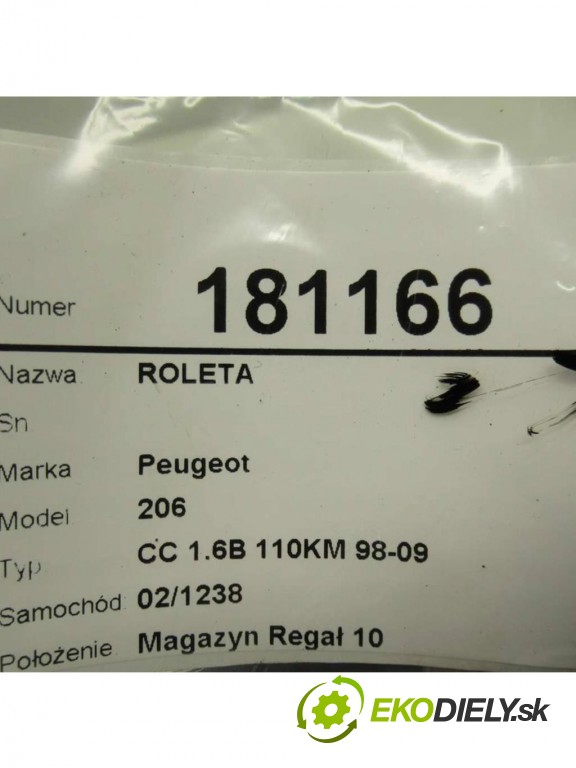 Numer 181166
Nazwa ROLETA
Sn
Marka Peugeot
Model 206
Typ CC 1.6B 110KM 98-09
Samochód 02/1238
Położenie Magazyn Regał 10
EKODIELY.sk